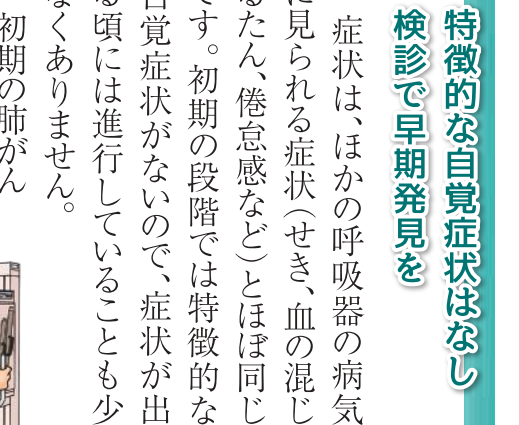 特徴的な自覚症状はなし
検診で早期発見を
症状は、ほかの呼吸器の病気
に見られる症状（せき、血の混じ
るたん、倦怠感など）とほぼ同じ
です。初期の段階では特徴的な
自覚症状がないので、症状が出
る頃には進行していることも少
なくありません。
初期の肺がん